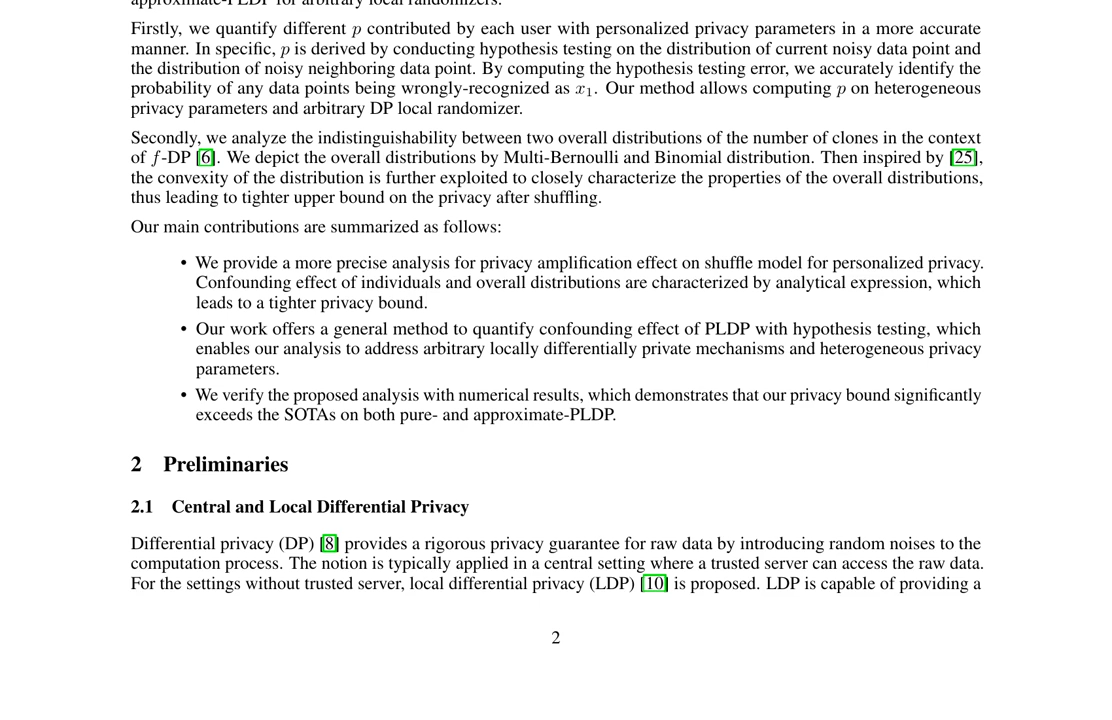 approximate-PLDP for arbitrary local randomizers.
Firstly, we quantify different p contributed by each user with personalized privacy parameters in a more accurate
manner. In specific, p is derived by conducting hypothesis testing on the distribution of current noisy data point and
the distribution of noisy neighboring data point. By computing the hypothesis testing error, we accurately identify the
probability of any data points being wrongly-recognized as x₁. Our method allows computing p on heterogeneous
privacy parameters and arbitrary DP local randomizer.
Secondly, we analyze the indistinguishability between two overall distributions of the number of clones in the context
of f-DP [6]. We depict the overall distributions by Multi-Bernoulli and Binomial distribution. Then inspired by [25],
the convexity of the distribution is further exploited to closely characterize the properties of the overall distributions,
thus leading to tighter upper bound on the privacy after shuffling.
Our main contributions are summarized as follows:
• We provide a more precise analysis for privacy amplification effect on shuffle model for personalized privacy.
Confounding effect of individuals and overall distributions are characterized by analytical expression, which
leads to a tighter privacy bound.
• Our work offers a general method to quantify confounding effect of PLDP with hypothesis testing, which
enables our analysis to address arbitrary locally differentially private mechanisms and heterogeneous privacy
parameters.
• We verify the proposed analysis with numerical results, which demonstrates that our privacy bound significantly
exceeds the SOTAs on both pure- and approximate-PLDP.
2 Preliminaries
2.1 Central and Local Differential Privacy
Differential privacy (DP) [8] provides a rigorous privacy guarantee for raw data by introducing random noises to the
computation process. The notion is typically applied in a central setting where a trusted server can access the raw data.
For the settings without trusted server, local differential privacy (LDP) [10] is proposed. LDP is capable of providing a
2